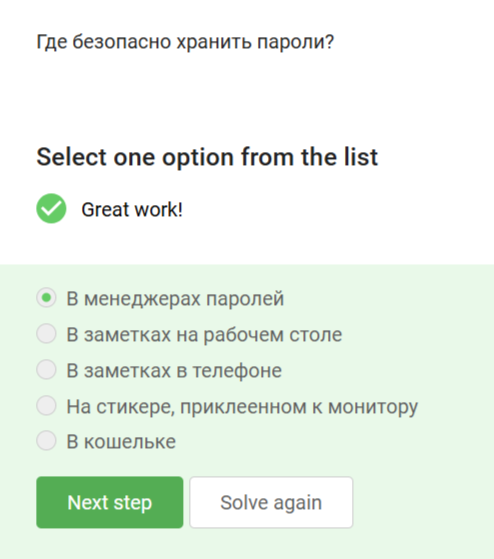 Где безопасно хранить пароли?
Select one option from the list
Great work!
В менеджерах паролей
В заметках на рабочем столе
В заметках в телефоне
На стикере, приклеенном к монитору
В кошельке
Next step
Solve again